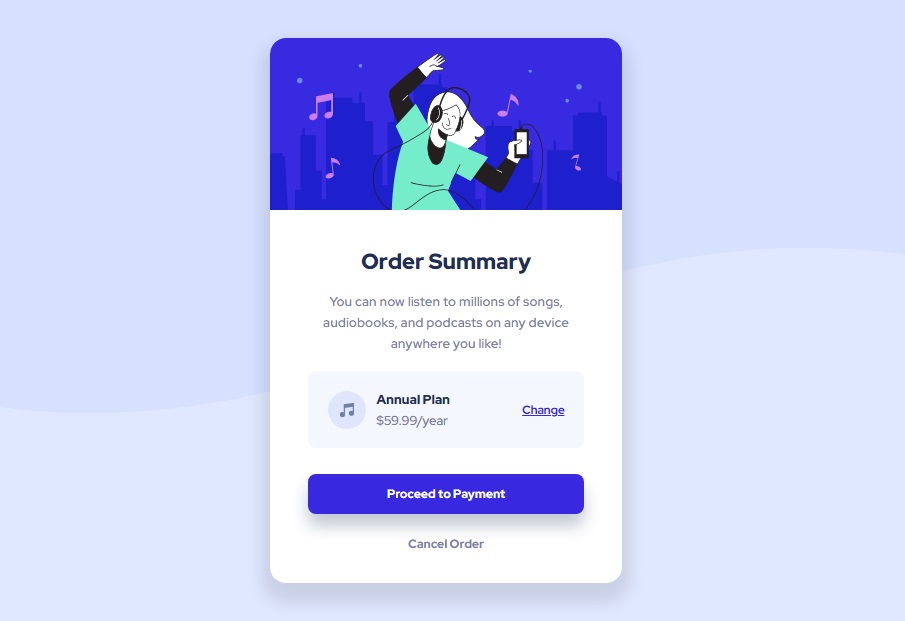 Order Summary
You can now listen to millions of songs,
audiobooks, and podcasts on any device
anywhere you like!
Annual Plan
$59.99/year
Change
Proceed to Payment
Cancel Order